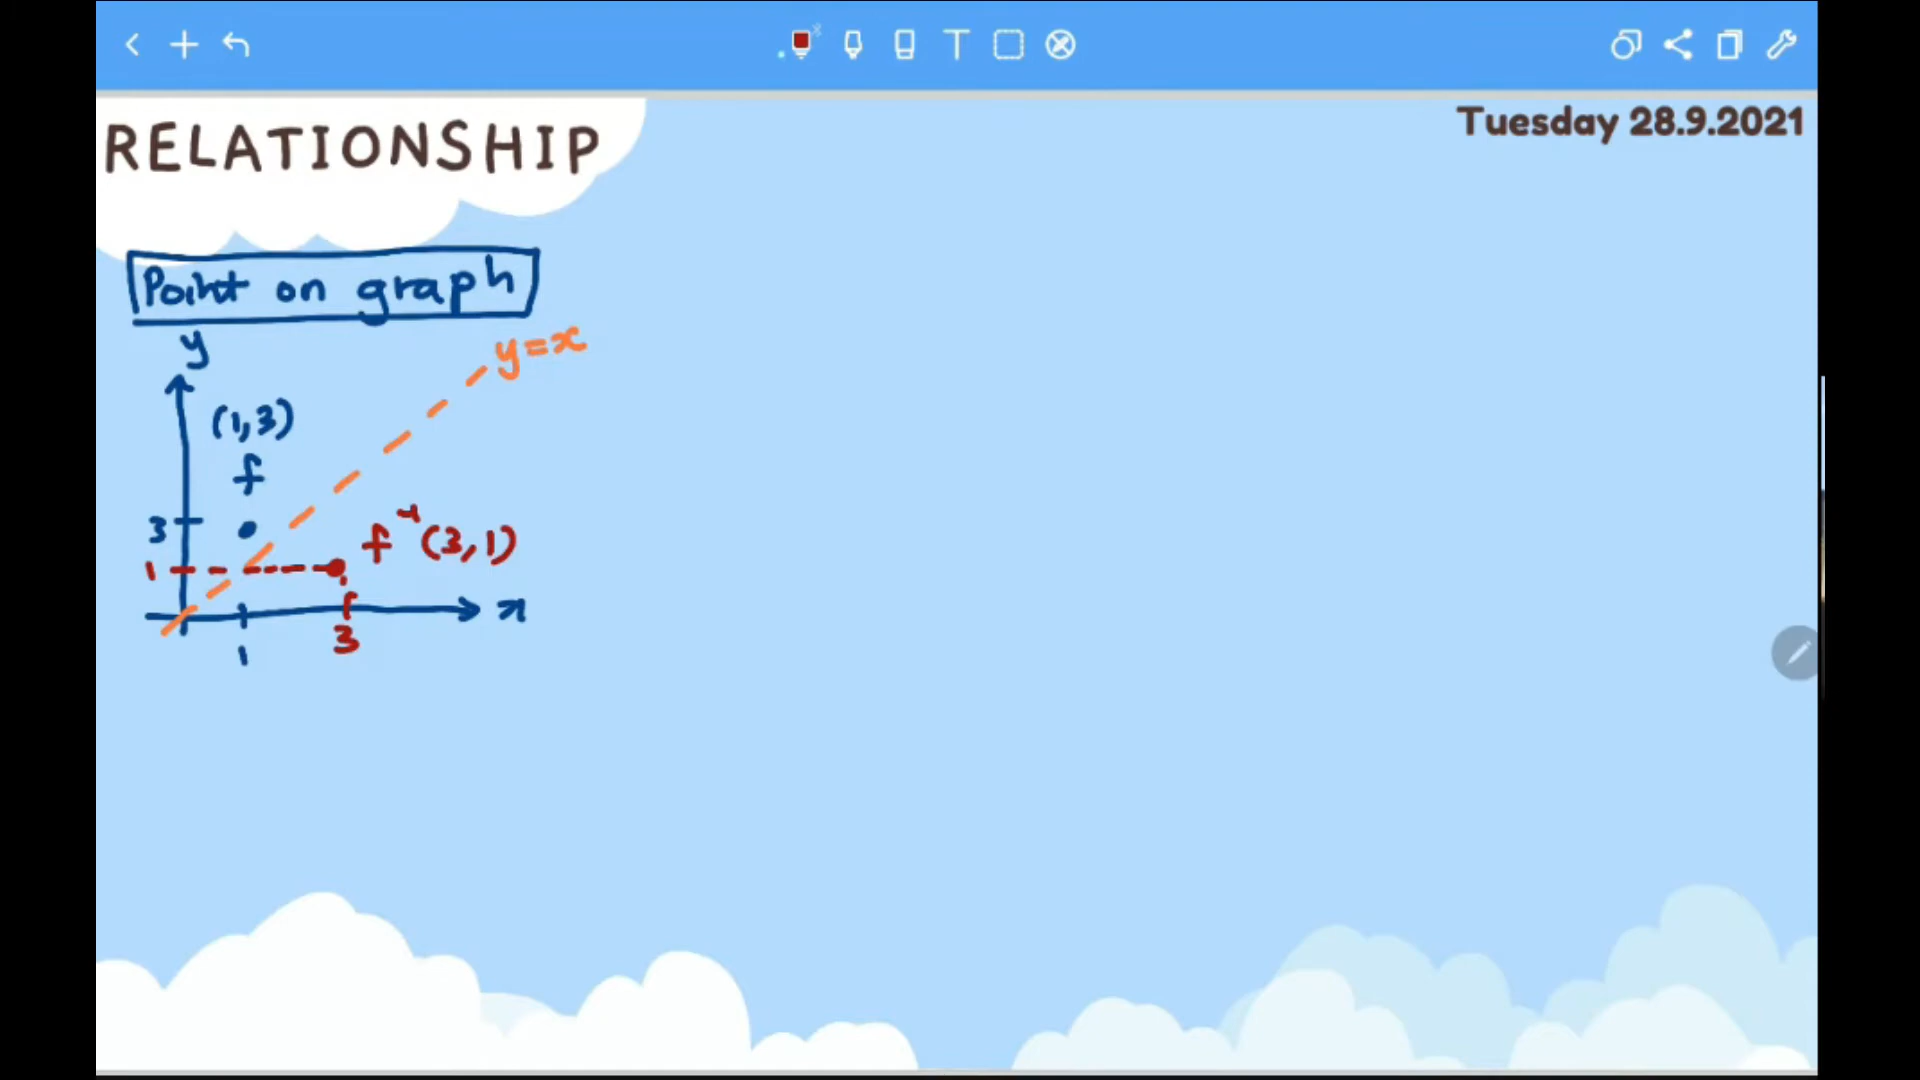 Tuesday 28.9.2021
RELATIONSHIP
Point on graph
y
y=x
(1,3)
f
3
f⁻¹(3,1)
1
x
1
3